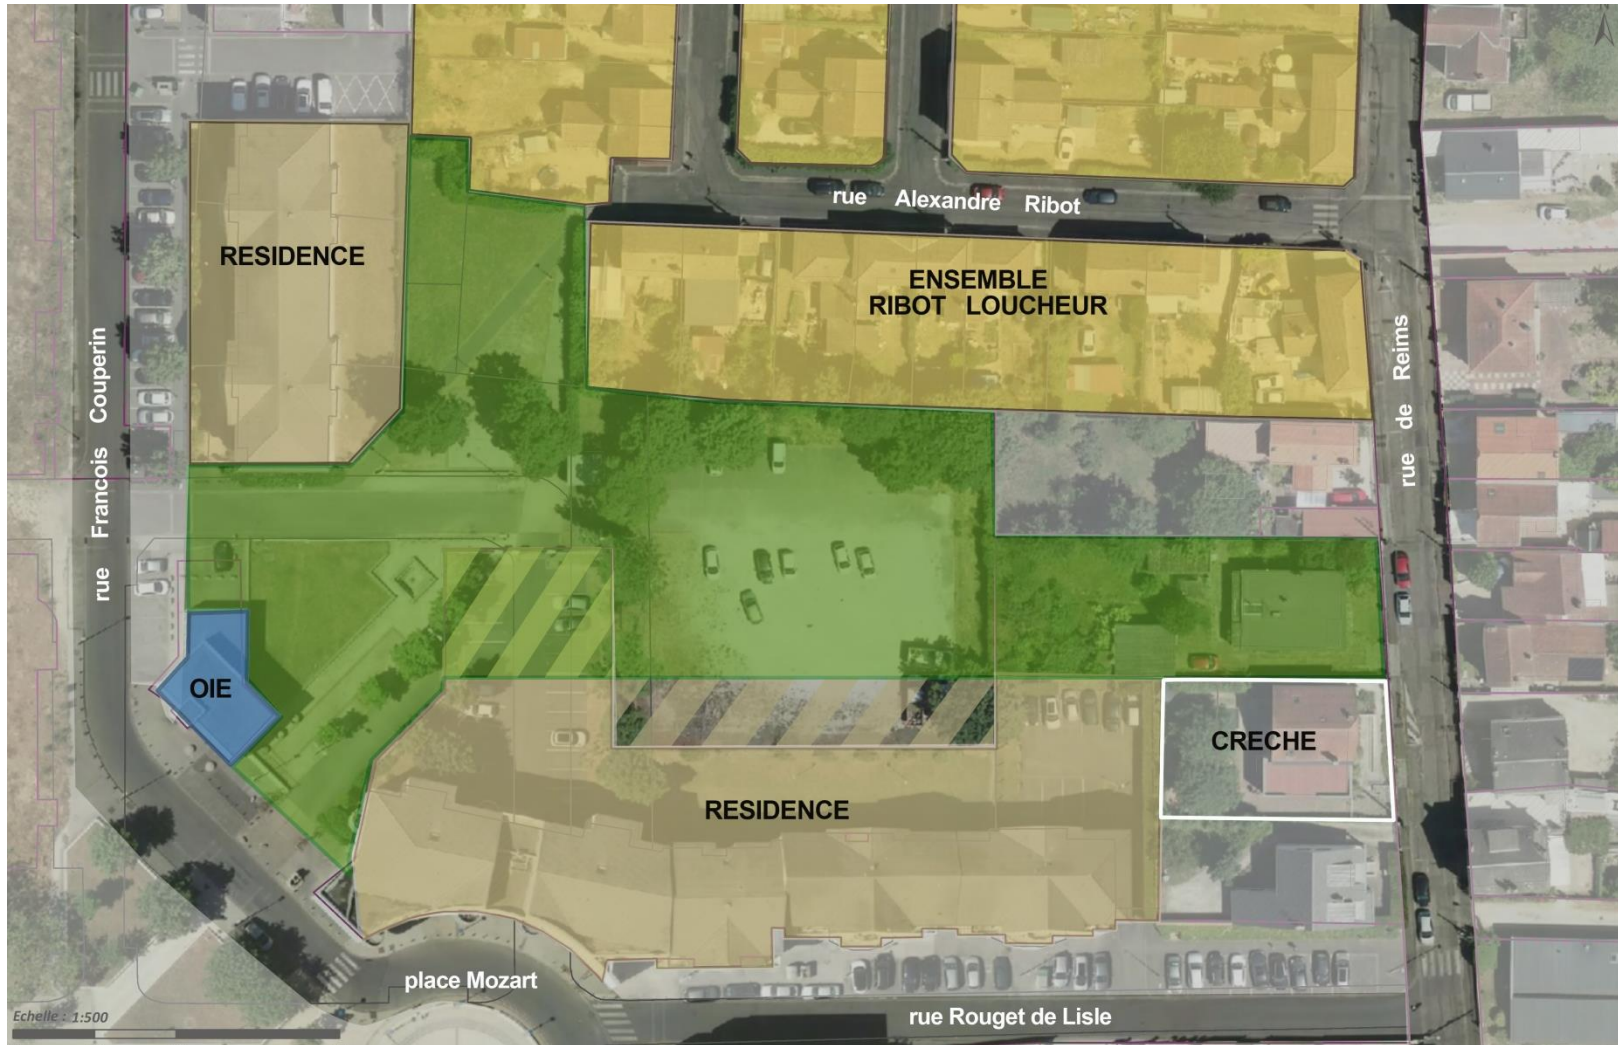 rue Alexandre Ribot
RESIDENCE
ENSEMBLE
RIBOT LOUCHEUR
rue Francois Couperin
rue de Reims
OIE
CRECHE
RESIDENCE
place Mozart
Echelle : 1:500
rue Rouget de Lisle